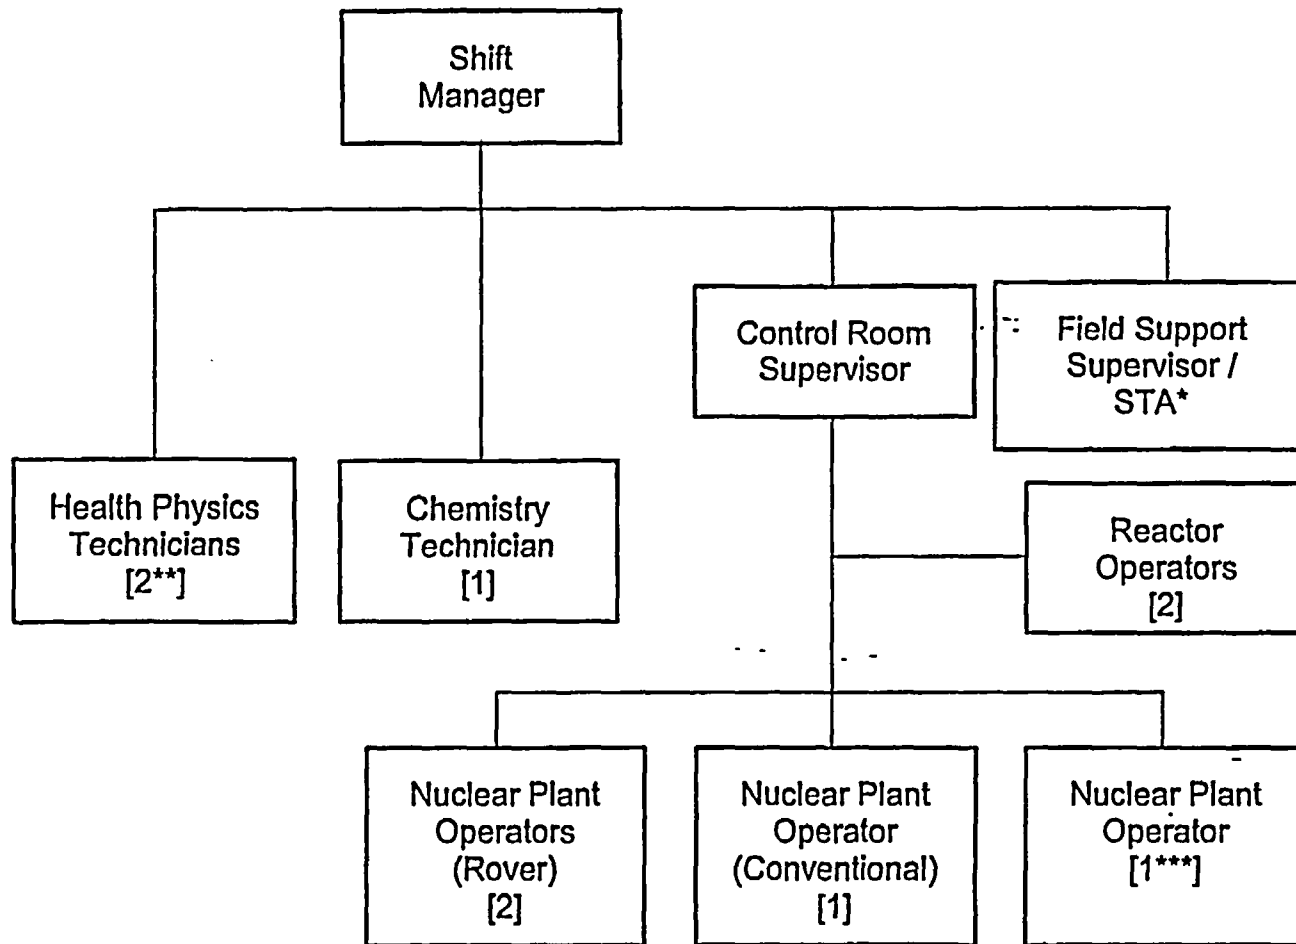 Shift
Manager
Control Room
Supervisor
Field Support
Supervisor /
STA*
Health Physics
Technicians
[2**]
Chemistry
Technician
[1]
Reactor
Operators
[2]
Nuclear Plant
Operators
(Rover)
[2]
Nuclear Plant
Operator
(Conventional)
[1]
Nuclear Plant
Operator
[1***]